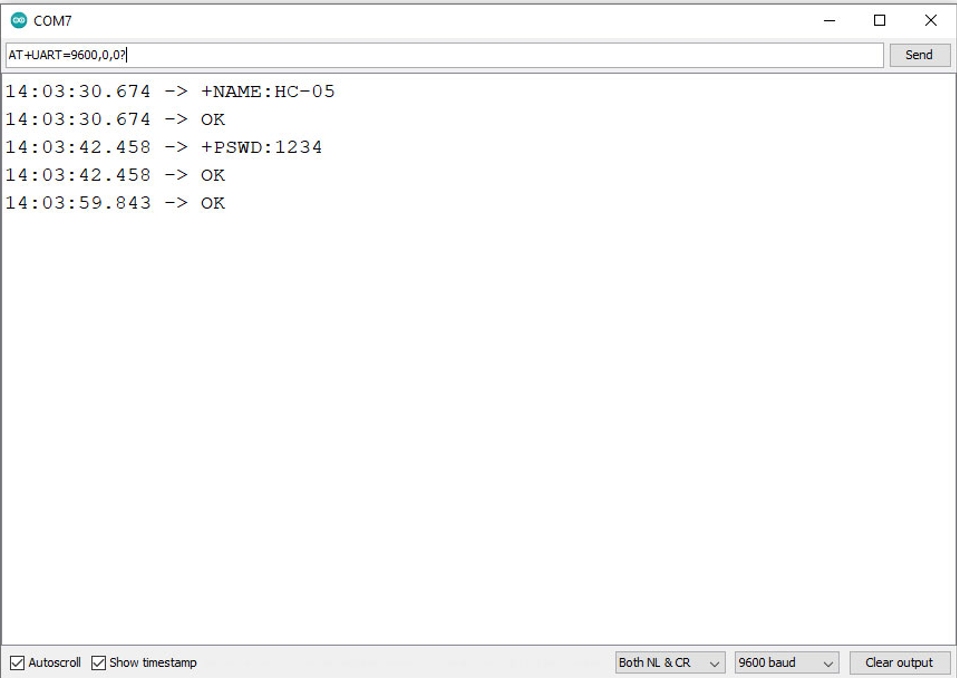 COM7
AT+UART=9600,0,0?
Send
14:03:30.674 -> +NAME:HC-05
14:03:30.674 -> OK
14:03:42.458 -> +PSWD:1234
14:03:42.458 -> OK
14:03:59.843 -> OK
Autoscroll Show timestamp Both NL & CR 9600 baud Clear output